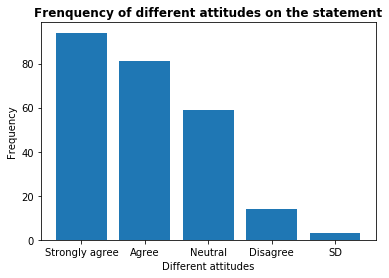 Frenquency of different attitudes on the statement
Frequency
80
60
40
20
0
Strongly agree Agree Neutral Disagree SD
Different attitudes